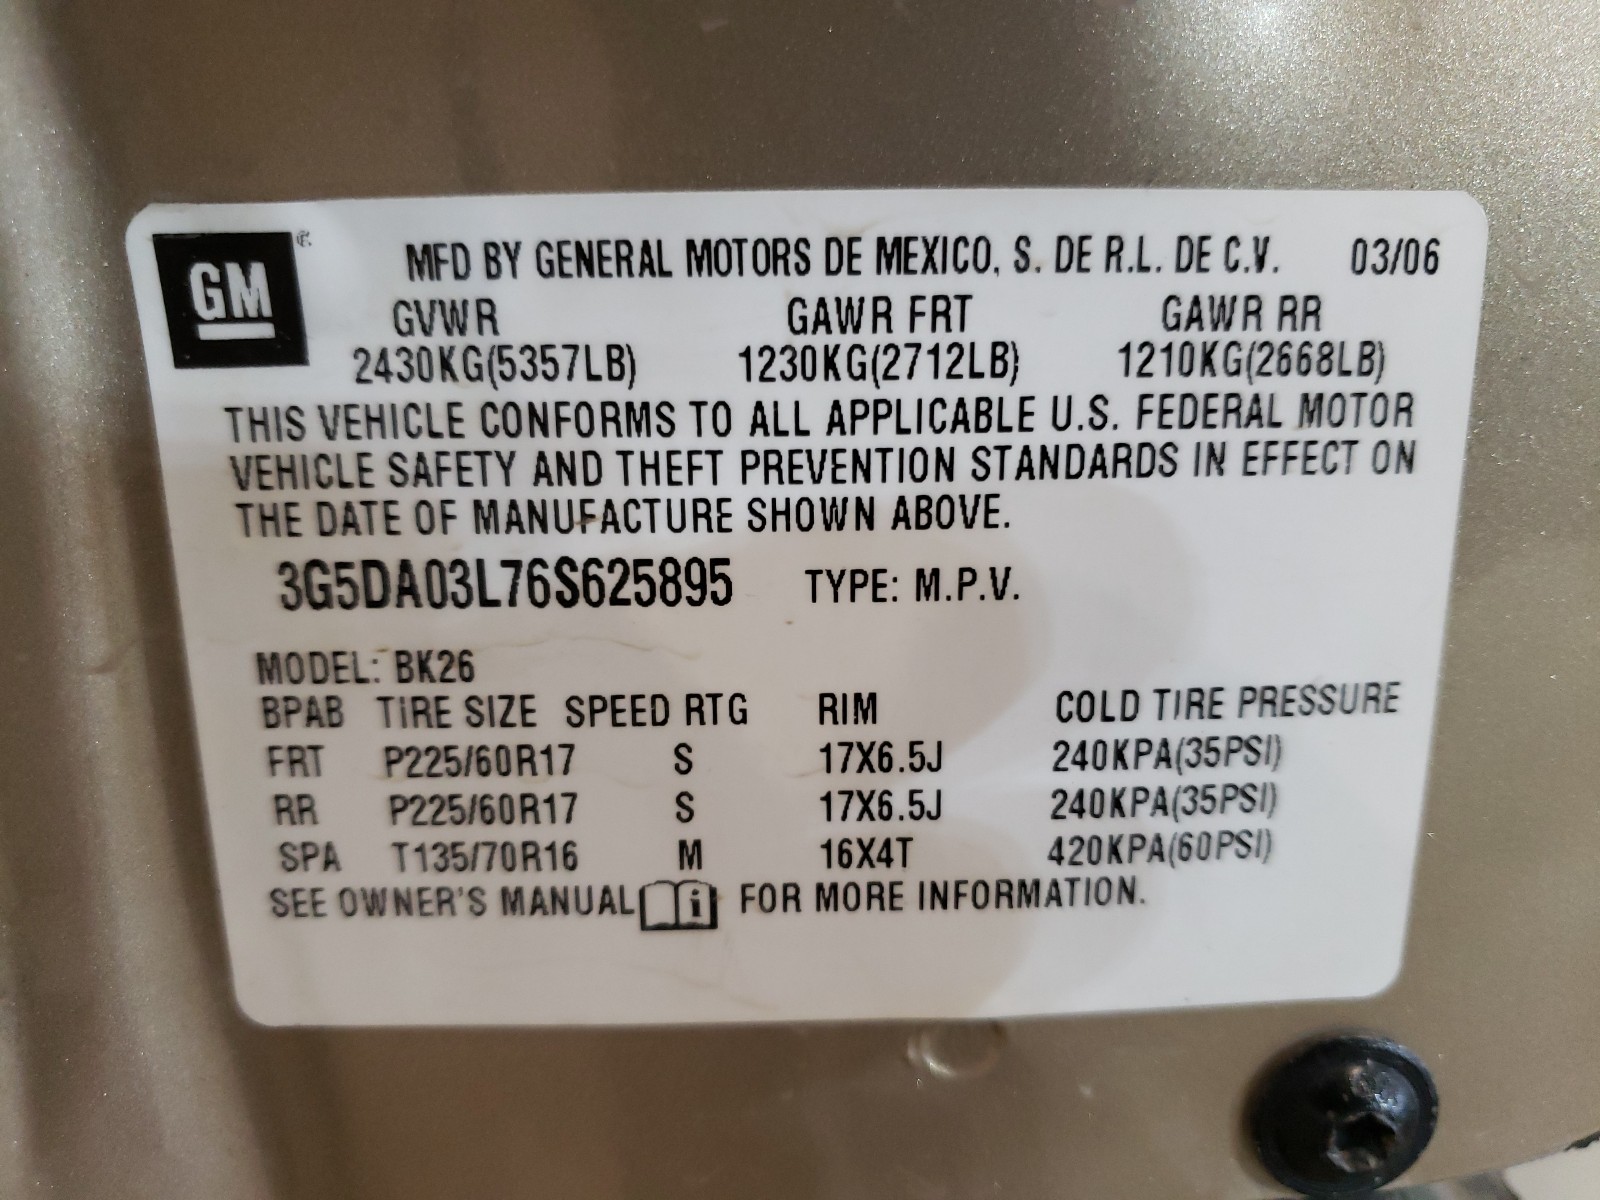 GM
MFD BY GENERAL MOTORS DE MEXICO, S. DE R.L. DE C.V. 03/06
GVWR GAWR FRT GAWR RR
2430KG(5357LB) 1230KG(2712LB) 1210KG(2668LB)
THIS VEHICLE CONFORMS TO ALL APPLICABLE U.S. FEDERAL MOTOR
VEHICLE SAFETY AND THEFT PREVENTION STANDARDS IN EFFECT ON
THE DATE OF MANUFACTURE SHOWN ABOVE.
3G5DA03L76S625895 TYPE: M.P.V.
MODEL: BK26
BPAB TIRE SIZE SPEED RTG RIM COLD TIRE PRESSURE
FRT P225/60R17 S 17X6.5J 240KPA(35PSI)
RR P225/60R17 S 17X6.5J 240KPA(35PSI)
SPA T135/70R16 M 16X4T 420KPA(60PSI)
SEE OWNER'S MANUAL i FOR MORE INFORMATION.